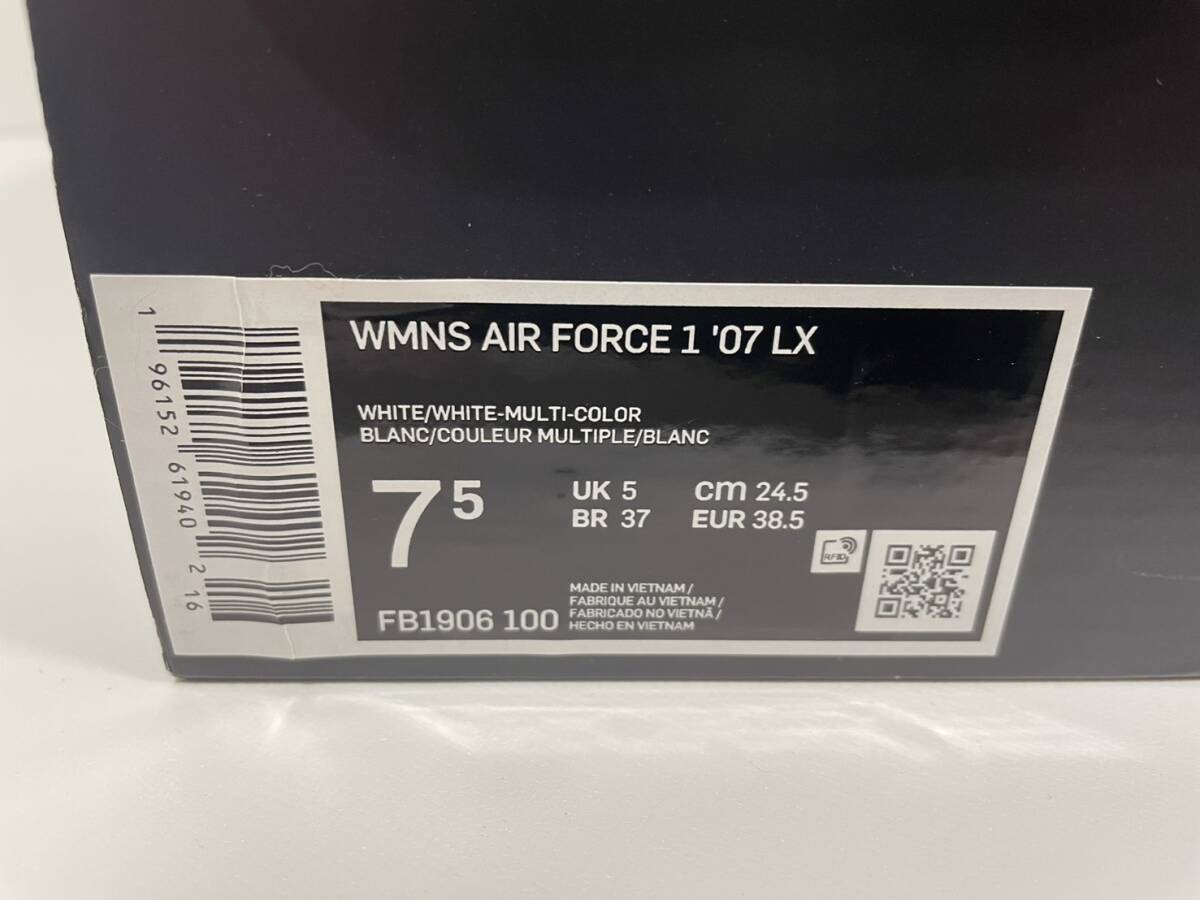 WMNS AIR FORCE 1 '07 LX
WHITE/WHITE-MULTI-COLOR
BLANC/COULEUR MULTIPLE/BLANC
7 5
UK 5 cm 24.5
BR 37 EUR 38.5
RFID
FB1906 100
MADE IN VIETNAM /
FABRIQUE AU VIETNAM /
FABRICADO NO VIETNÃ /
HECHO EN VIETNAM
1 96152 61940 2 16